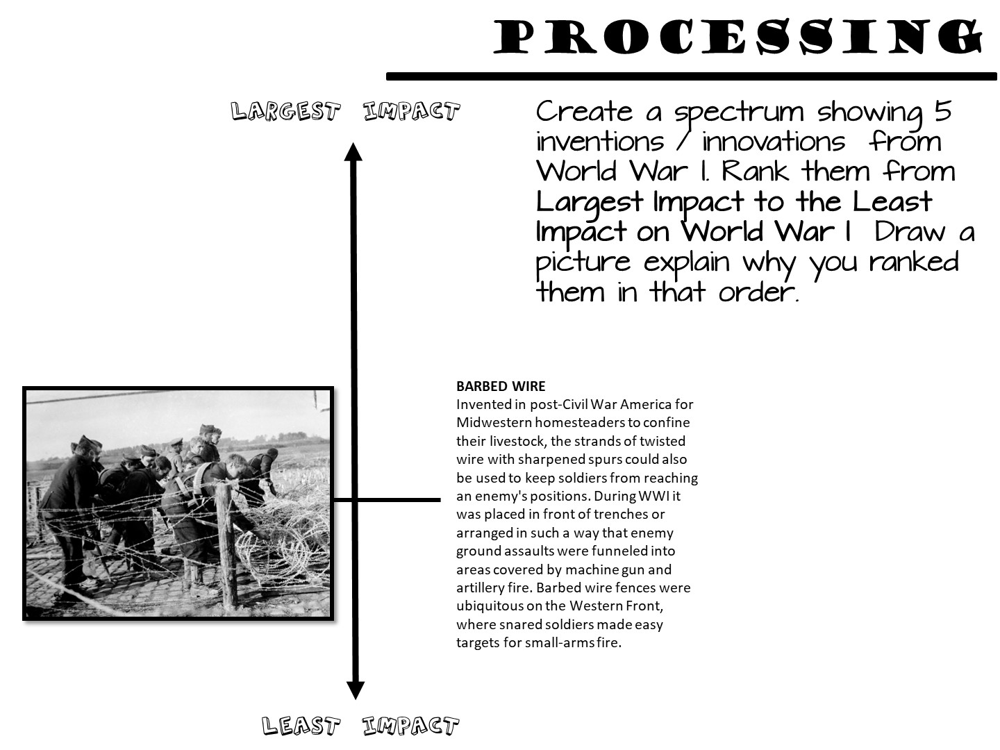 PROCESSING
LARGEST IMPACT
Create a spectrum showing 5
inventions / innovations from
World War 1. Rank them from
Largest Impact to the Least
Impact on World War 1 Draw a
picture explain why you ranked
them in that order.
BARBED WIRE
Invented in post-Civil War America for
Midwestern homesteaders to confine
their livestock, the strands of twisted
wire with sharpened spurs could also
be used to keep soldiers from reaching
an enemy's positions. During WWI it
was placed in front of trenches or
arranged in such a way that enemy
ground assaults were funneled into
areas covered by machine gun and
artillery fire. Barbed wire fences were
ubiquitous on the Western Front,
where snared soldiers made easy
targets for small-arms fire.
LEAST IMPACT